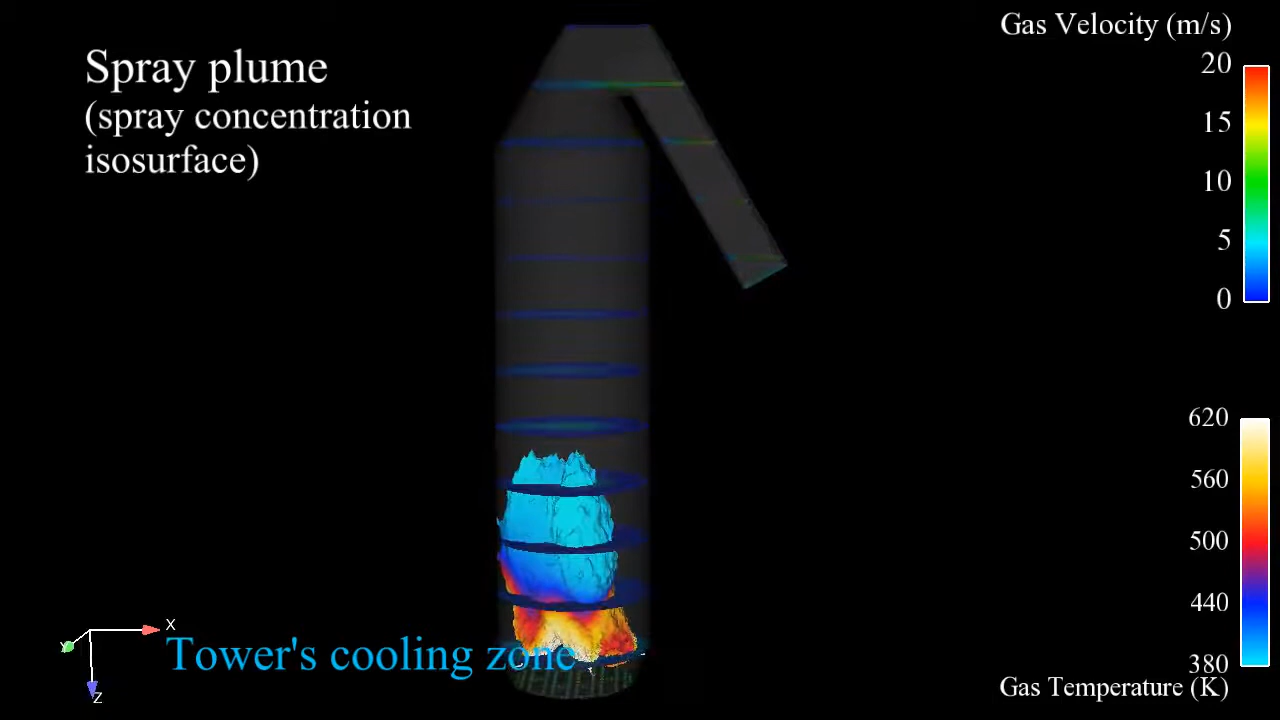 Spray plume
(spray concentration
isosurface)
Gas Velocity (m/s)
20
15
10
5
0
620
560
500
440
380
Gas Temperature (K)
X
Y
Z
Tower's cooling zone